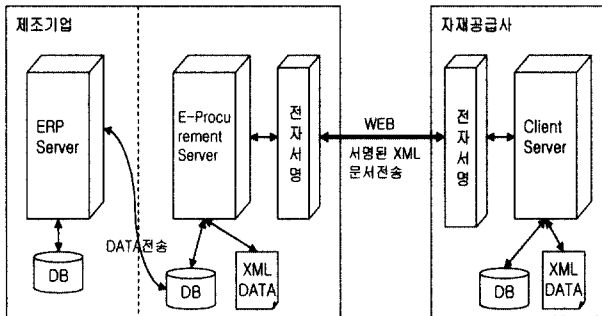 제조기업
자재공급사
ERP
Server
E-Procu
rement
Server
전
자
서
명
WEB
서명된 XML
문서전송
전
자
서
명
Client
Server
DATA전송
DB
DB
XML
DATA
DB
XML
DATA